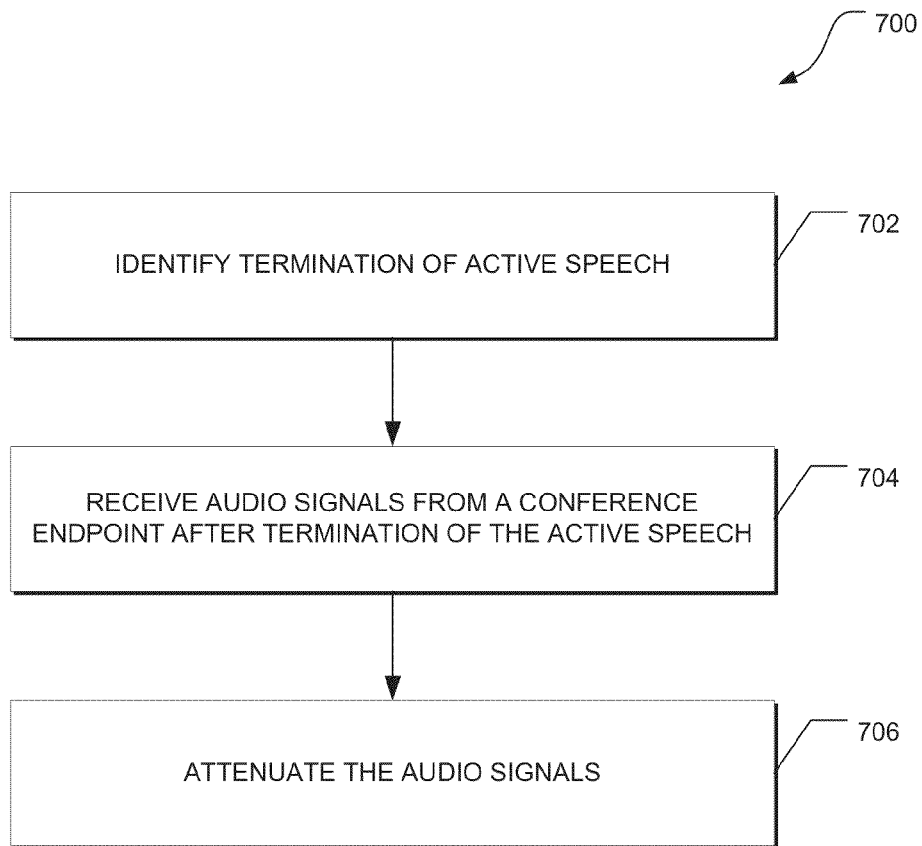 700
702
IDENTIFY TERMINATION OF ACTIVE SPEECH
704
RECEIVE AUDIO SIGNALS FROM A CONFERENCE
ENDPOINT AFTER TERMINATION OF THE ACTIVE SPEECH
706
ATTENUATE THE AUDIO SIGNALS